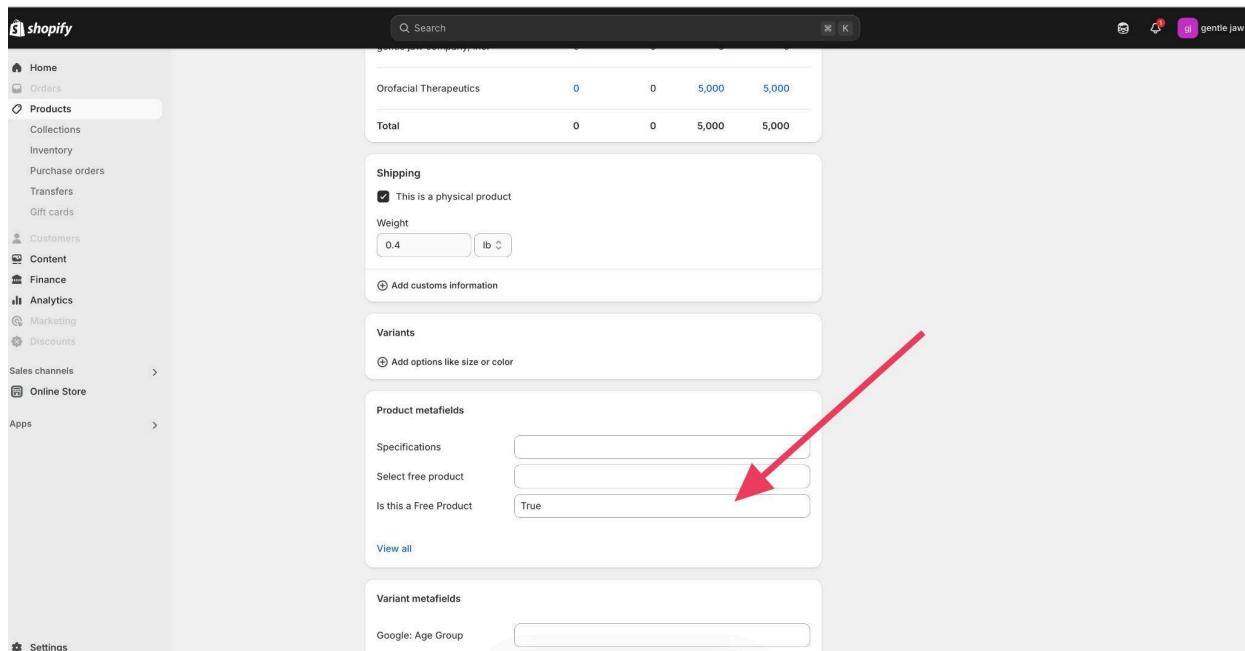 shopify
Search
⌘ K
gj gentle jaw
Home
Orders
Products
Collections
Inventory
Purchase orders
Transfers
Gift cards
Customers
Content
Finance
Analytics
Marketing
Discounts
Sales channels
Online Store
Apps
Settings
Orofacial Therapeutics 0 0 5,000 5,000
Total 0 0 5,000 5,000
Shipping
This is a physical product
Weight
0.4 lb
Add customs information
Variants
Add options like size or color
Product metafields
Specifications
Select free product
Is this a Free Product True
View all
Variant metafields
Google: Age Group